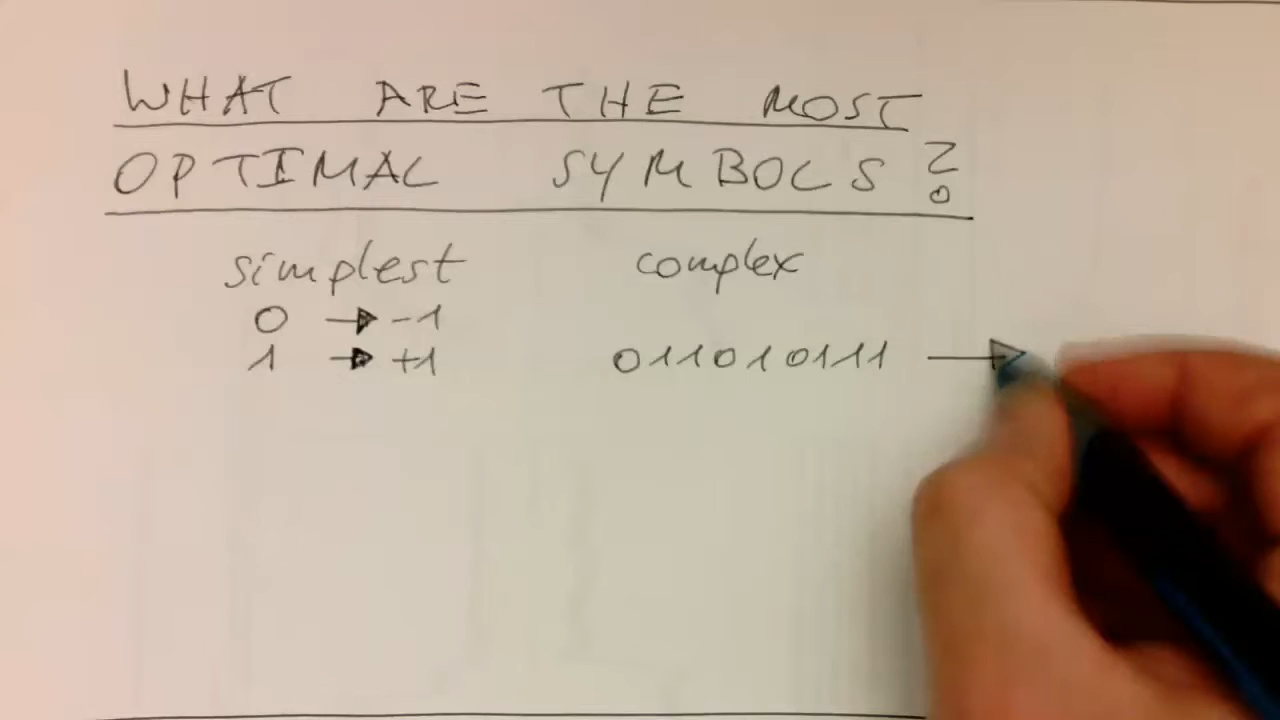 WHAT ARE THE MOST
OPTIMAL SYMBOLS?
simplest complex
0 → -1
1 → +1 011010111 →